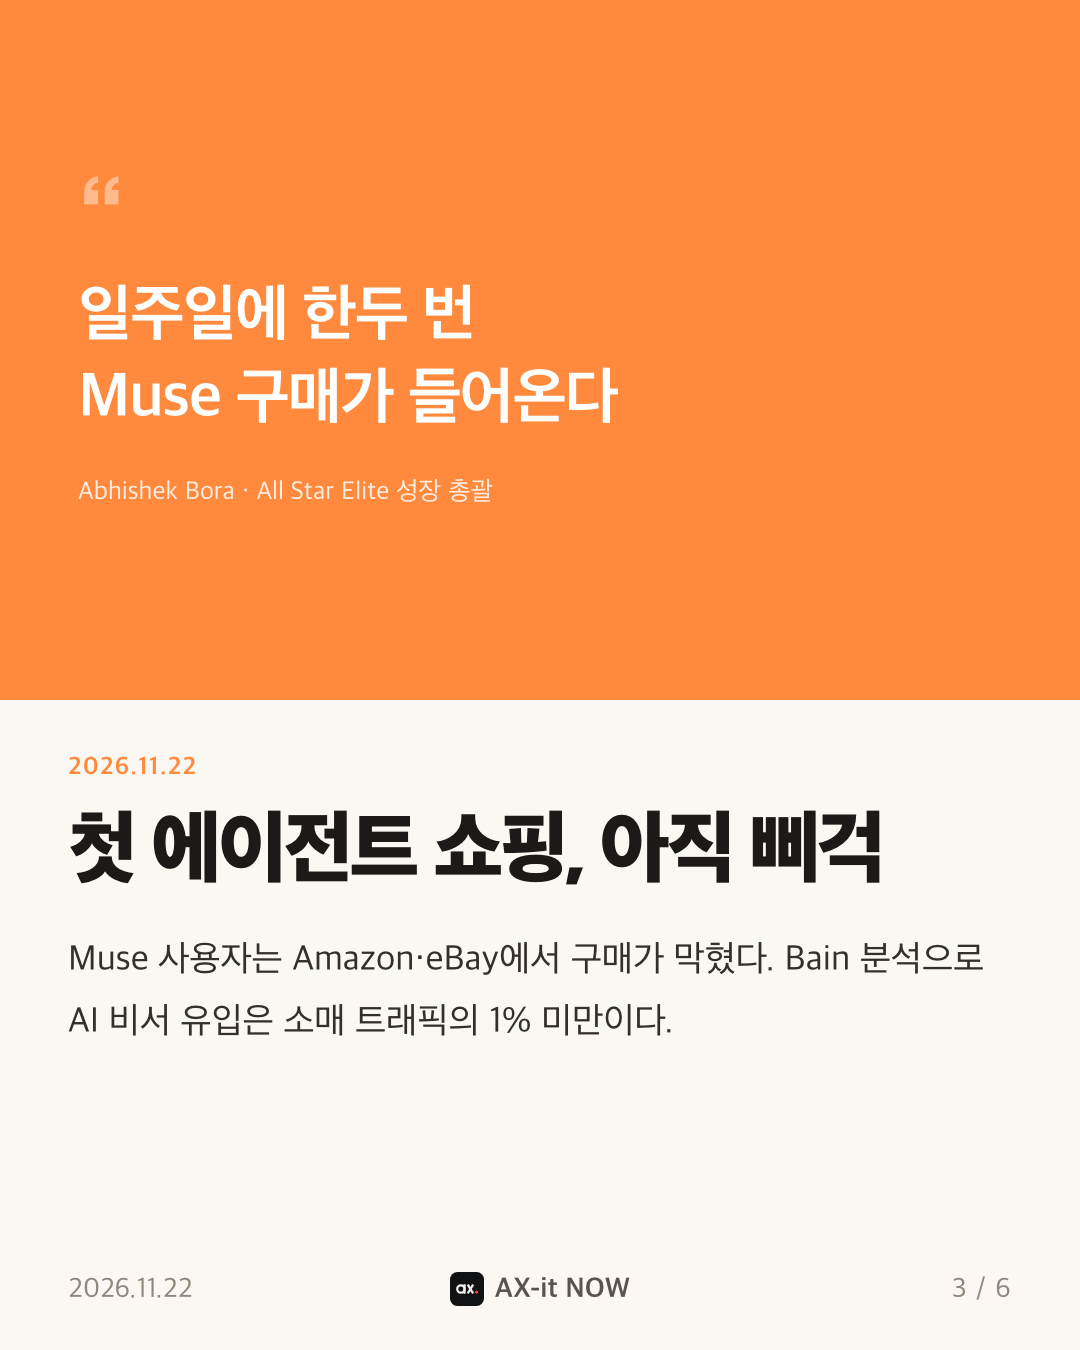 “
일주일에 한두 번
Muse 구매가 들어온다
Abhishek Bora · All Star Elite 성장 총괄
2026.11.22
첫 에이전트 쇼핑, 아직 삐걱
Muse 사용자는 Amazon·eBay에서 구매가 막혔다. Bain 분석으로
AI 비서 유입은 소매 트래픽의 1% 미만이다.
2026.11.22
ax. AX-it NOW
3 / 6